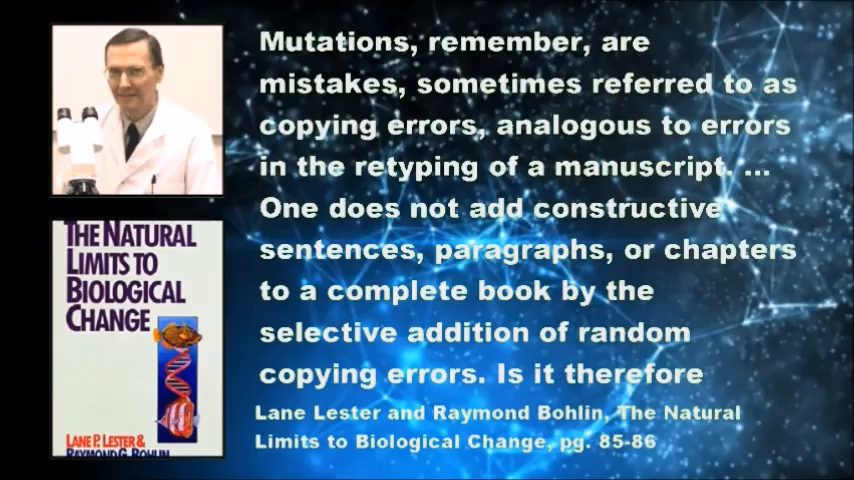 Mutations, remember, are
mistakes, sometimes referred to as
copying errors, analogous to errors
in the retyping of a manuscript. ...
One does not add constructive
sentences, paragraphs, or chapters
to a complete book by the
selective addition of random
copying errors. Is it therefore
Lane Lester and Raymond Bohlin, The Natural
Limits to Biological Change, pg. 85-86
THE NATURAL
LIMITS TO
BIOLOGICAL
CHANGE
LANE P. LESTER &
RAYMOND G. BOHLIN